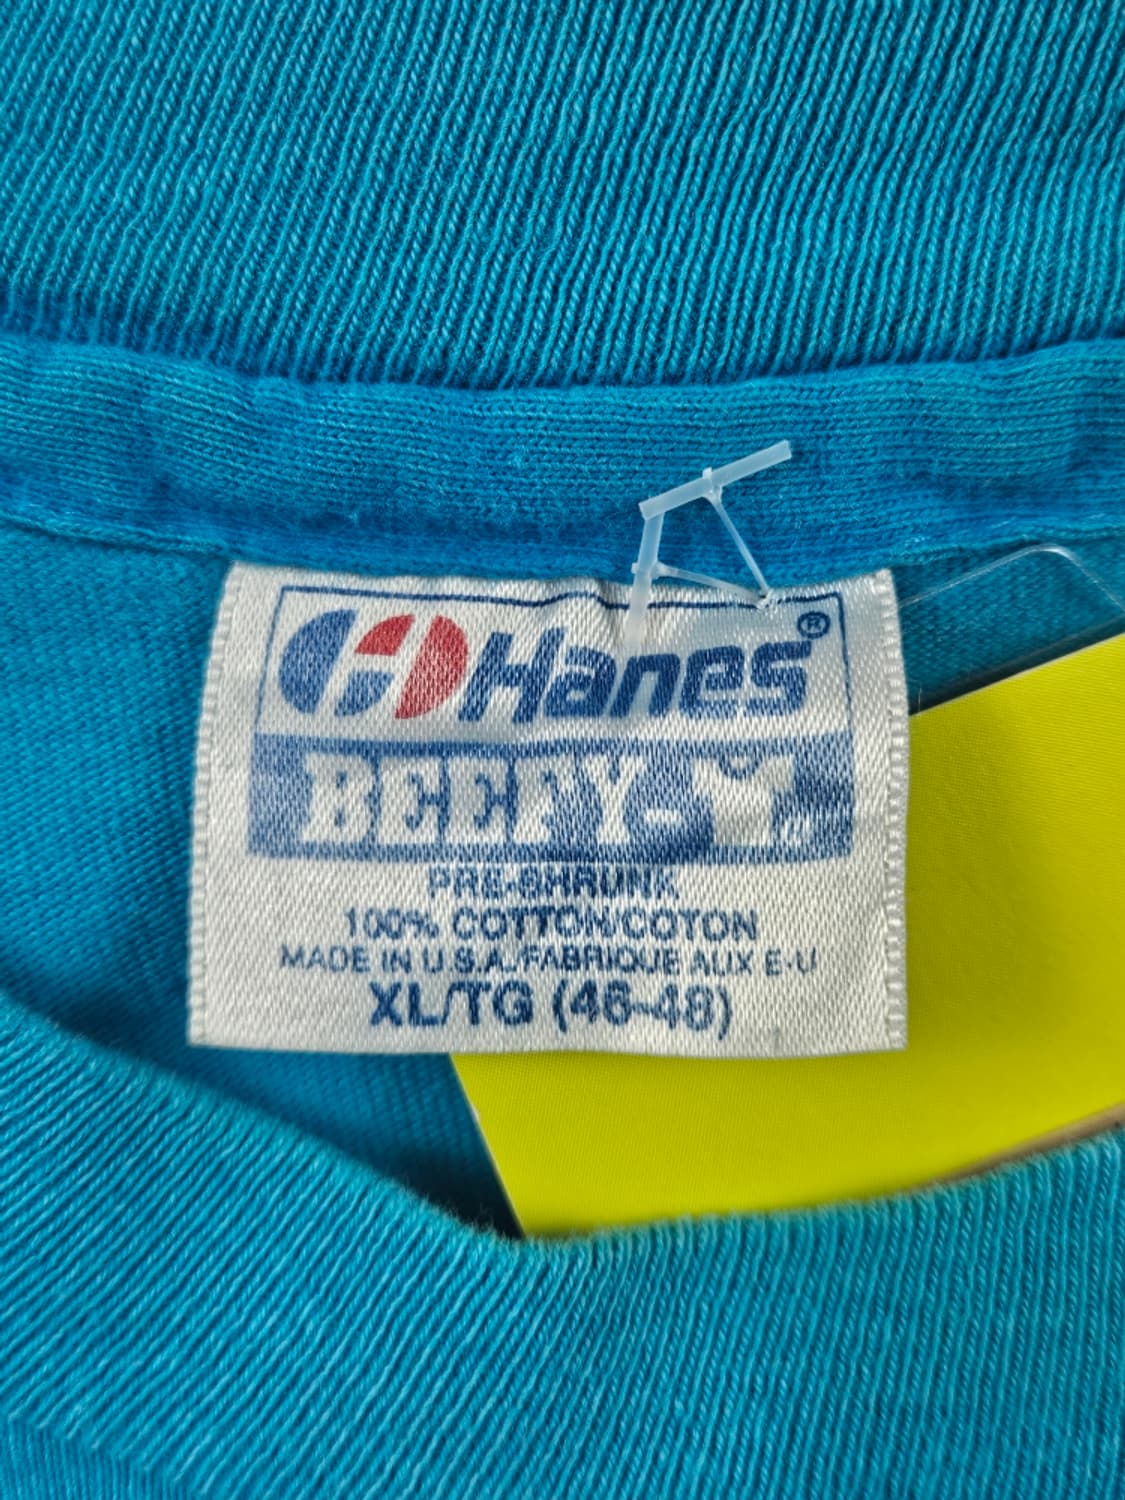 Hanes®
BEEFY-
PRE-SHRUNK
100% COTTON/COTON
MADE IN U.S.A./FABRIQUE AUX E-U
XL/TG (46-48)